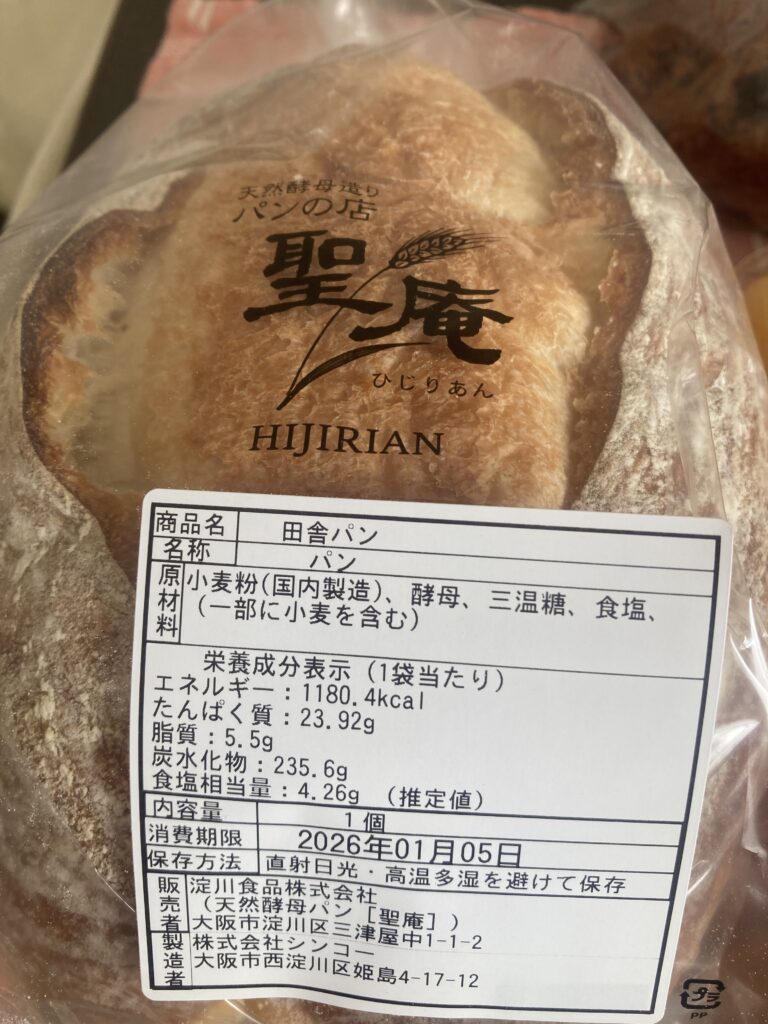 天然酵母造り
パンの店
聖庵
ひじりあん
HIJIRIAN
商品名 田舎パン
名称 パン
原材料 小麦粉(国内製造)、酵母、三温糖、食塩、
(一部に小麦を含む)
栄養成分表示(1袋当たり)
エネルギー:1180.4kcal
たんぱく質:23.92g
脂質:5.5g
炭水化物:235.6g
食塩相当量:4.26g (推定値)
内容量 1個
消費期限 2026年01月05日
保存方法 直射日光・高温多湿を避けて保存
販売者 淀川食品株式会社
(天然酵母パン[聖庵])
大阪市淀川区三津屋中1-1-2
製造者 株式会社シンコー
大阪市西淀川区姫島4-17-12
プラ
PP